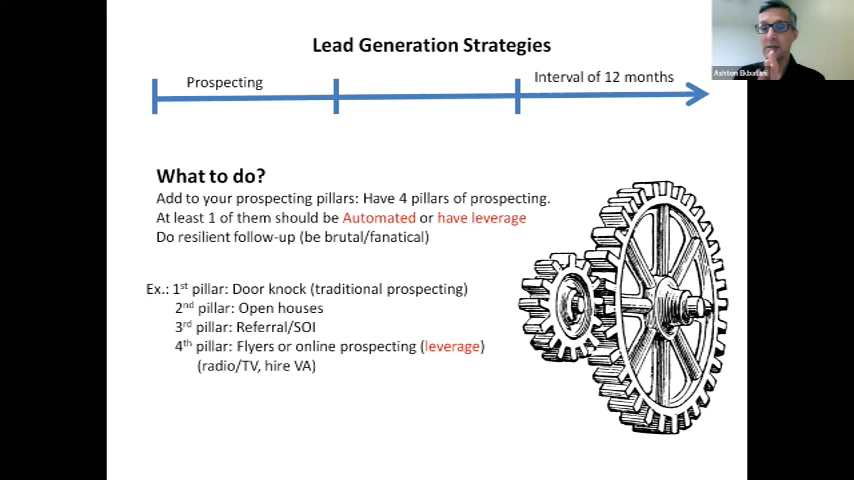 Lead Generation Strategies
Prospecting
Interval of 12 months
Ashton Ekbatani
What to do?
Add to your prospecting pillars: Have 4 pillars of prospecting.
At least 1 of them should be Automated or have leverage
Do resilient follow-up (be brutal/fanatical)
Ex.: 1st pillar: Door knock (traditional prospecting)
2nd pillar: Open houses
3rd pillar: Referral/SOI
4th pillar: Flyers or online prospecting (leverage)
(radio/TV, hire VA)